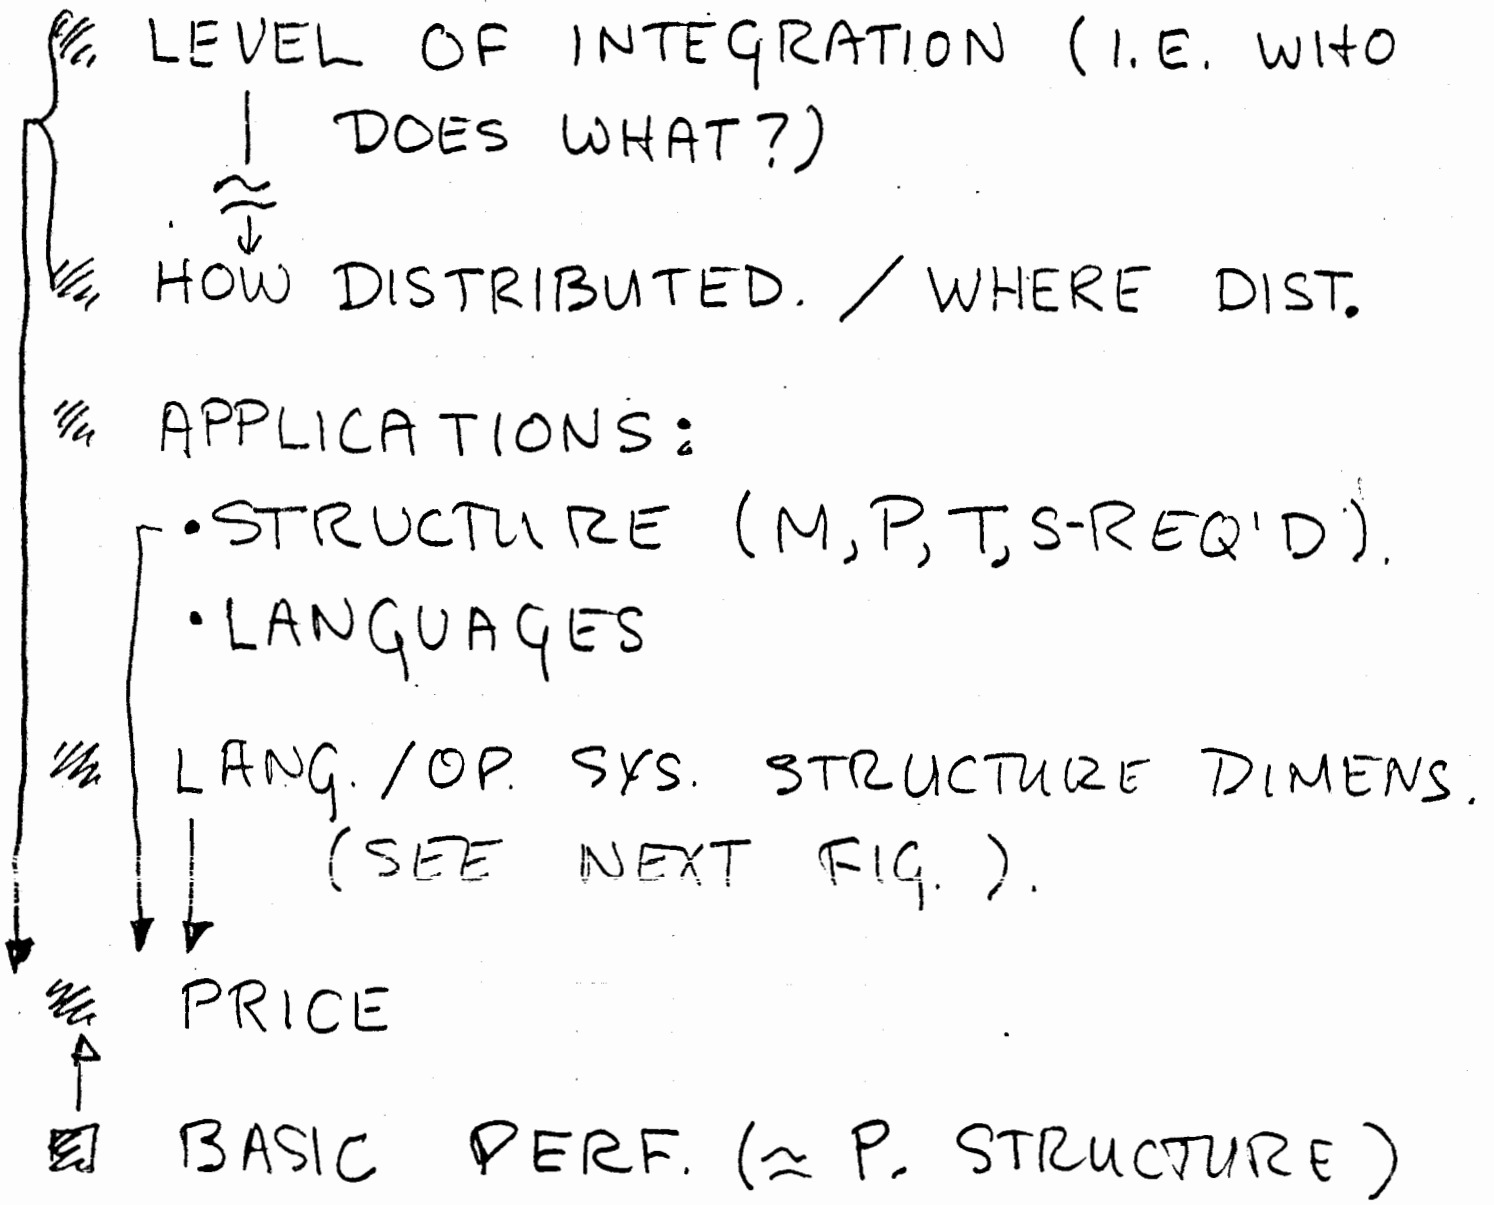 LEVEL OF INTEGRATION (I.E. WHO
DOES WHAT?)
≈
HOW DISTRIBUTED. / WHERE DIST.
APPLICATIONS:
• STRUCTURE (M, P, T, S-REQ'D).
• LANGUAGES
LANG. / OP. SYS. STRUCTURE DIMENS.
(SEE NEXT FIG.).
PRICE
BASIC PERF. (≈ P. STRUCTURE)